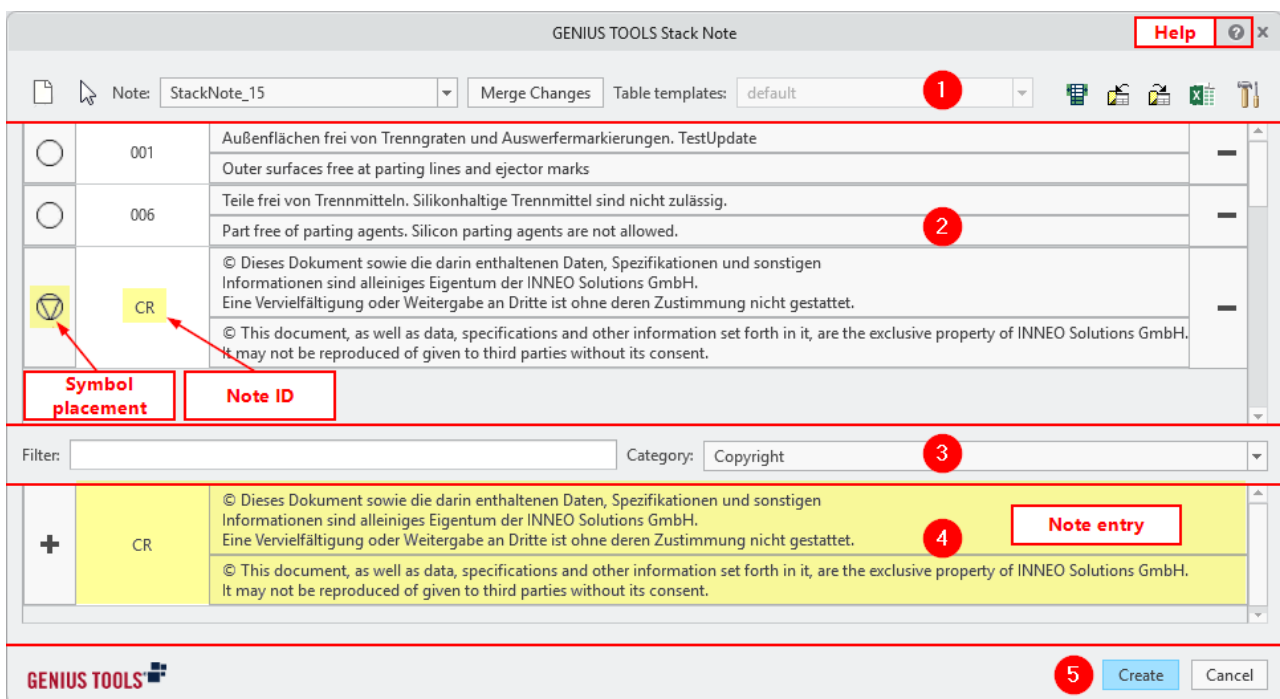 GENIUS TOOLS Stack Note
Help
Note: StackNote_15 Merge Changes Table templates: default 1
001
Außenflächen frei von Trenngraten und Auswerfermarkierungen. TestUpdate
Outer surfaces free at parting lines and ejector marks
006
Teile frei von Trennmitteln. Silikonhaltige Trennmittel sind nicht zulässig.
Part free of parting agents. Silicon parting agents are not allowed.
2
CR
© Dieses Dokument sowie die darin enthaltenen Daten, Spezifikationen und sonstigen
Informationen sind alleiniges Eigentum der INNEO Solutions GmbH.
Eine Vervielfältigung oder Weitergabe an Dritte ist ohne deren Zustimmung nicht gestattet.
© This document, as well as data, specifications and other information set forth in it, are the exclusive property of INNEO Solutions GmbH.
It may not be reproduced of given to third parties without its consent.
Symbol
placement
Note ID
Filter: Category: Copyright 3
CR
© Dieses Dokument sowie die darin enthaltenen Daten, Spezifikationen und sonstigen
Informationen sind alleiniges Eigentum der INNEO Solutions GmbH.
Eine Vervielfältigung oder Weitergabe an Dritte ist ohne deren Zustimmung nicht gestattet.
4
Note entry
© This document, as well as data, specifications and other information set forth in it, are the exclusive property of INNEO Solutions GmbH.
It may not be reproduced of given to third parties without its consent.
GENIUS TOOLS
5 Create Cancel